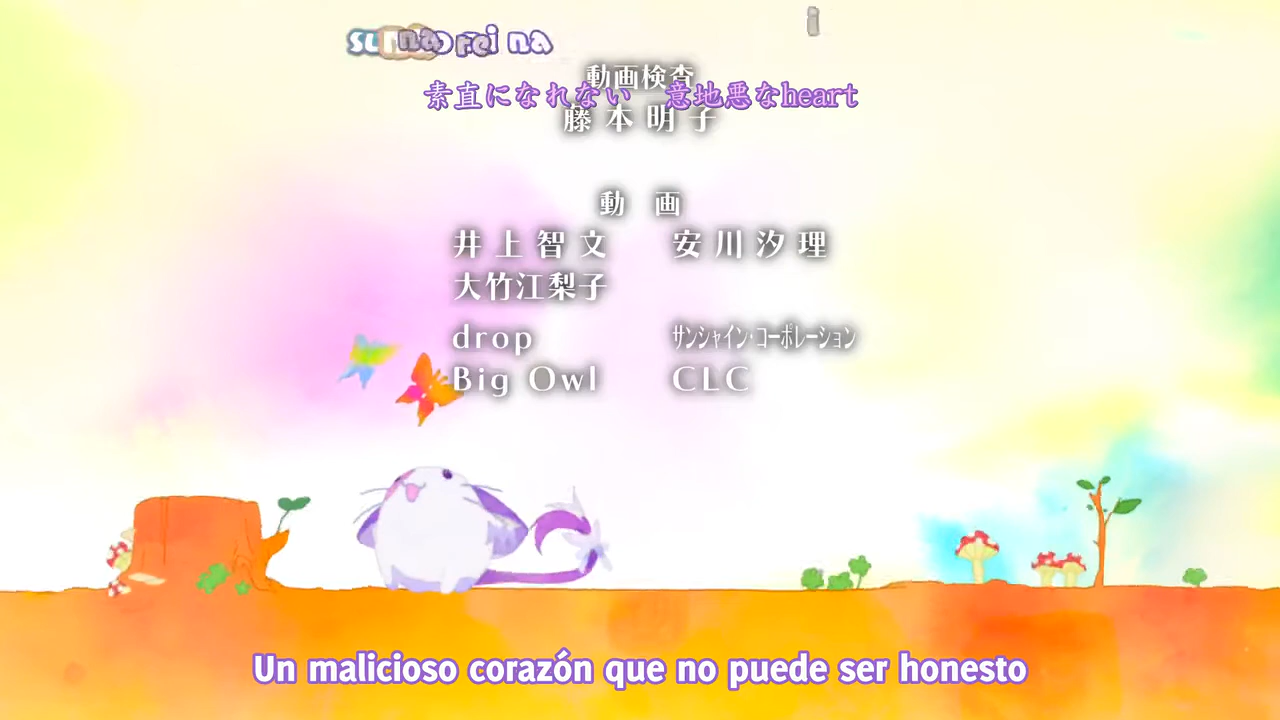 sunao ni nareina i
動画検査
素直になれない 意地悪なheart
藤本明子
動 画
井上智文 安川汐理
大竹江梨子
drop サンシャイン・コーポレーション
Big Owl CLC
Un malicioso corazón que no puede ser honesto